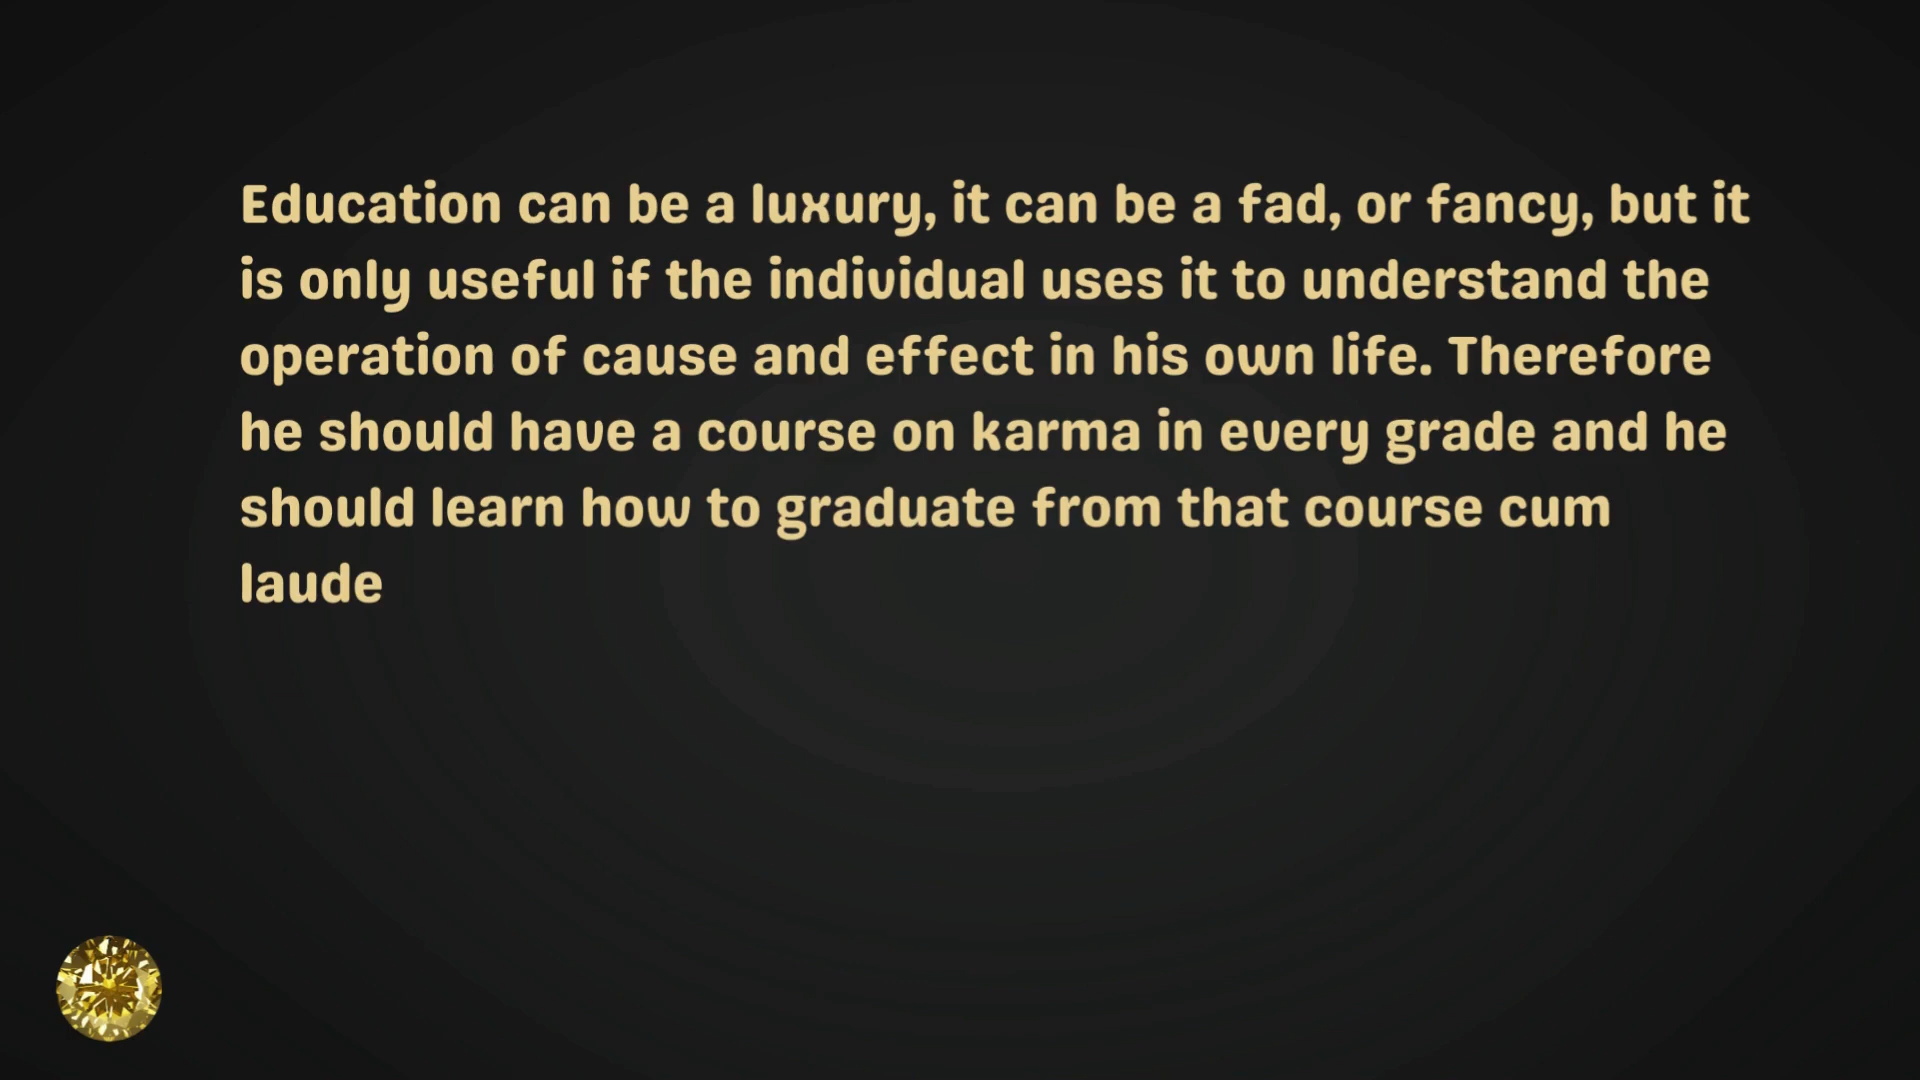 Education can be a luxury, it can be a fad, or fancy, but it
is only useful if the individual uses it to understand the
operation of cause and effect in his own life. Therefore
he should have a course on karma in every grade and he
should learn how to graduate from that course cum
laude